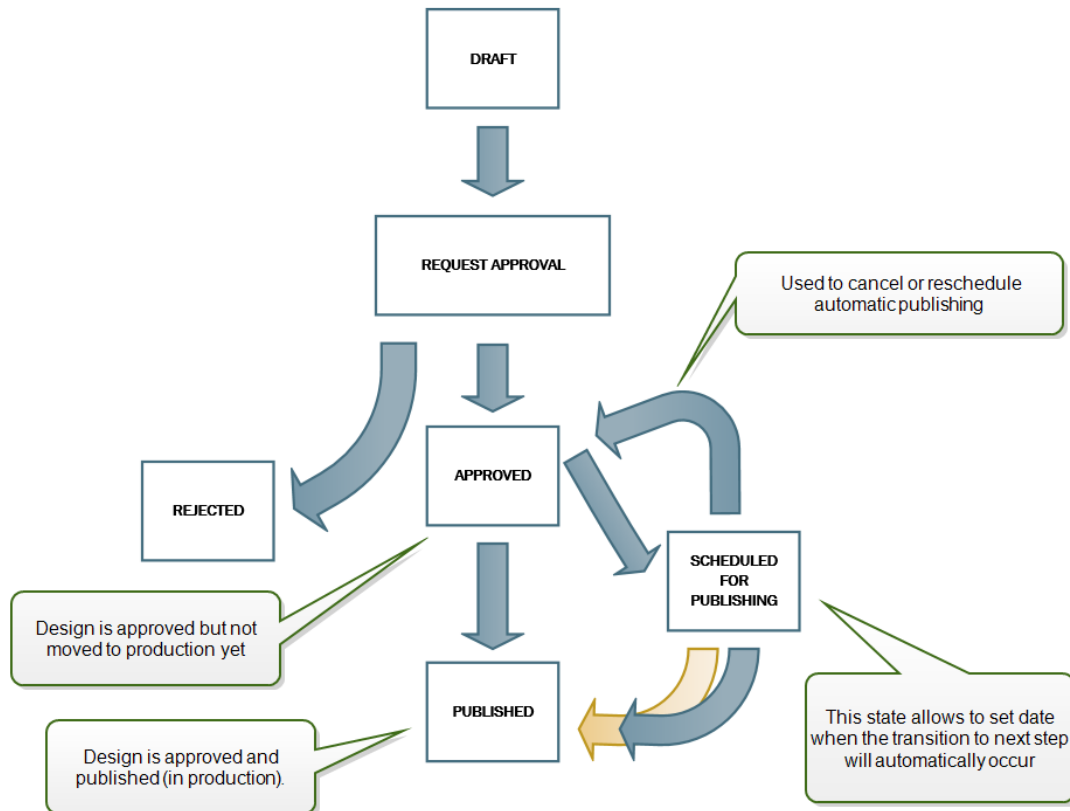 DRAFT
REQUEST APPROVAL
Used to cancel or reschedule
automatic publishing
APPROVED
REJECTED
SCHEDULED
FOR
PUBLISHING
Design is approved but not
moved to production yet
PUBLISHED
This state allows to set date
when the transition to next step
will automatically occur
Design is approved and
published (in production).